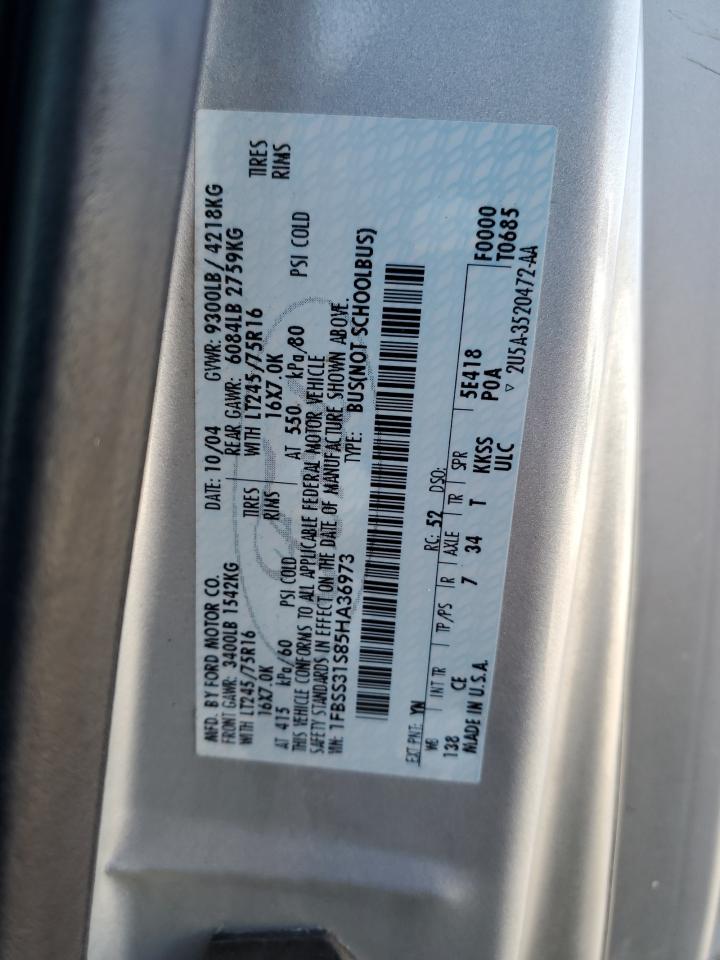 MFD. BY FORD MOTOR CO. DATE: 10/04 GVWR: 9300LB/ 4218KG
FRONT GAWR: 3400LB 1542KG REAR GAWR: 6084LB 2759KG
WITH LT245/75R16 TIRES WITH LT245/75R16 TIRES
16X7.0K RIMS 16X7.0K RIMS
AT 415 kPa/60 PSI COLD AT 550 kPa/80 PSI COLD
THIS VEHICLE CONFORMS TO ALL APPLICABLE FEDERAL MOTOR VEHICLE
SAFETY STANDARDS IN EFFECT ON THE DATE OF MANUFACTURE SHOWN ABOVE.
VIN: 1FBSS31S85HA36973 TYPE: BUS(NOT SCHOOLBUS)
EXT PNT: YN RC: 52 DSO:
WB INT TR TP/PS R AXLE TR SPR 5E418 F0000
138 CE 7 34 T KKSS P0A T0685
MADE IN U.S.A. ULC ▽ 2U5A-3520472-AA